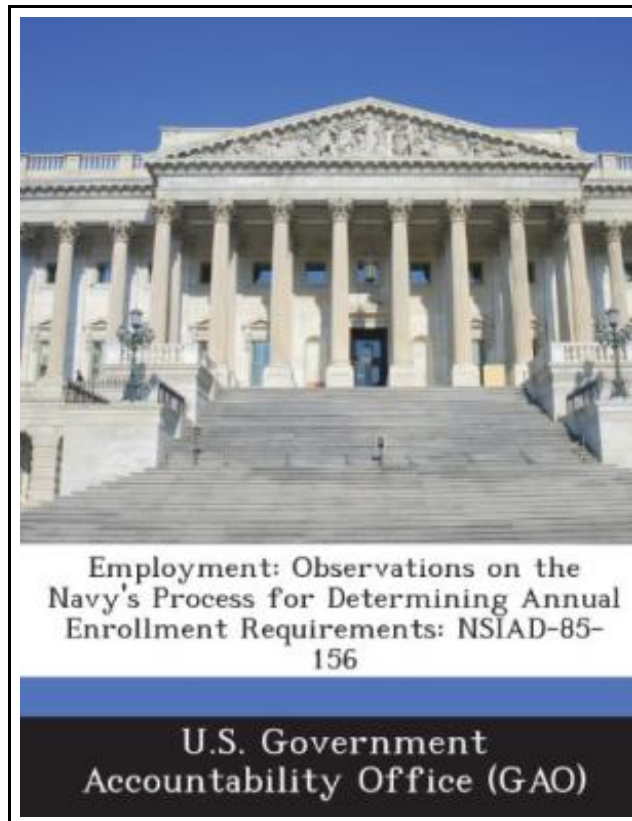 Employment: Observations on the
Navy's Process for Determining Annual
Enrollment Requirements: NSIAD-85-
156
U.S. Government
Accountability Office (GAO)